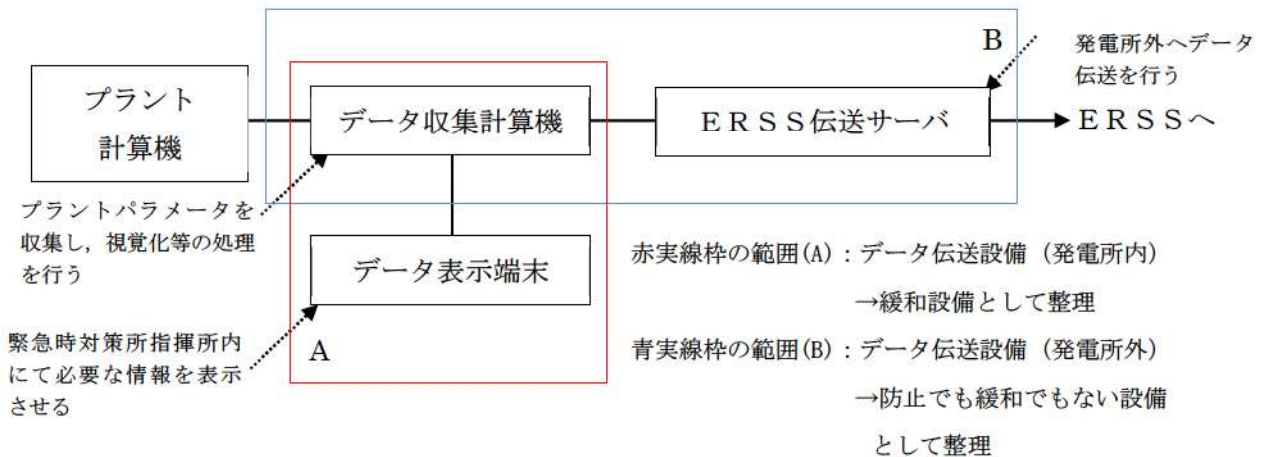 B
発電所外へデータ
伝送を行う
プラント
計算機
データ収集計算機
ＥＲＳＳ伝送サーバ
ＥＲＳＳへ
プラントパラメータを
収集し，視覚化等の処理
を行う
データ表示端末
赤実線枠の範囲(A)：データ伝送設備（発電所内）
→緩和設備として整理
緊急時対策所指揮所内
にて必要な情報を表示
させる
A
青実線枠の範囲(B)：データ伝送設備（発電所外）
→防止でも緩和でもない設備
として整理